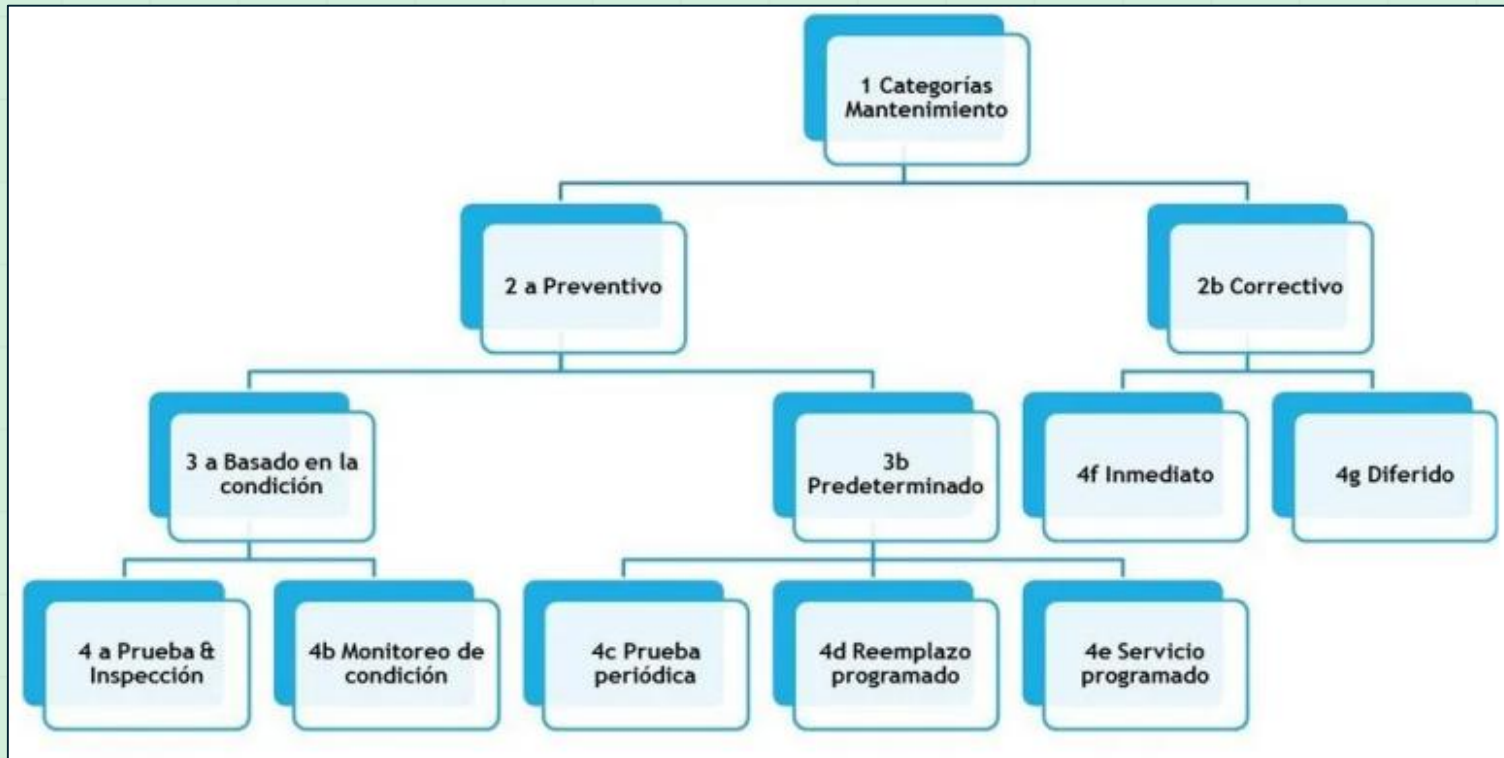 1 Categorías
Mantenimiento
2 a Preventivo
2b Correctivo
3 a Basado en la
condición
3b
Predeterminado
4f Inmediato
4g Diferido
4 a Prueba &
Inspección
4b Monitoreo de
condición
4c Prueba
periódica
4d Reemplazo
programado
4e Servicio
programado